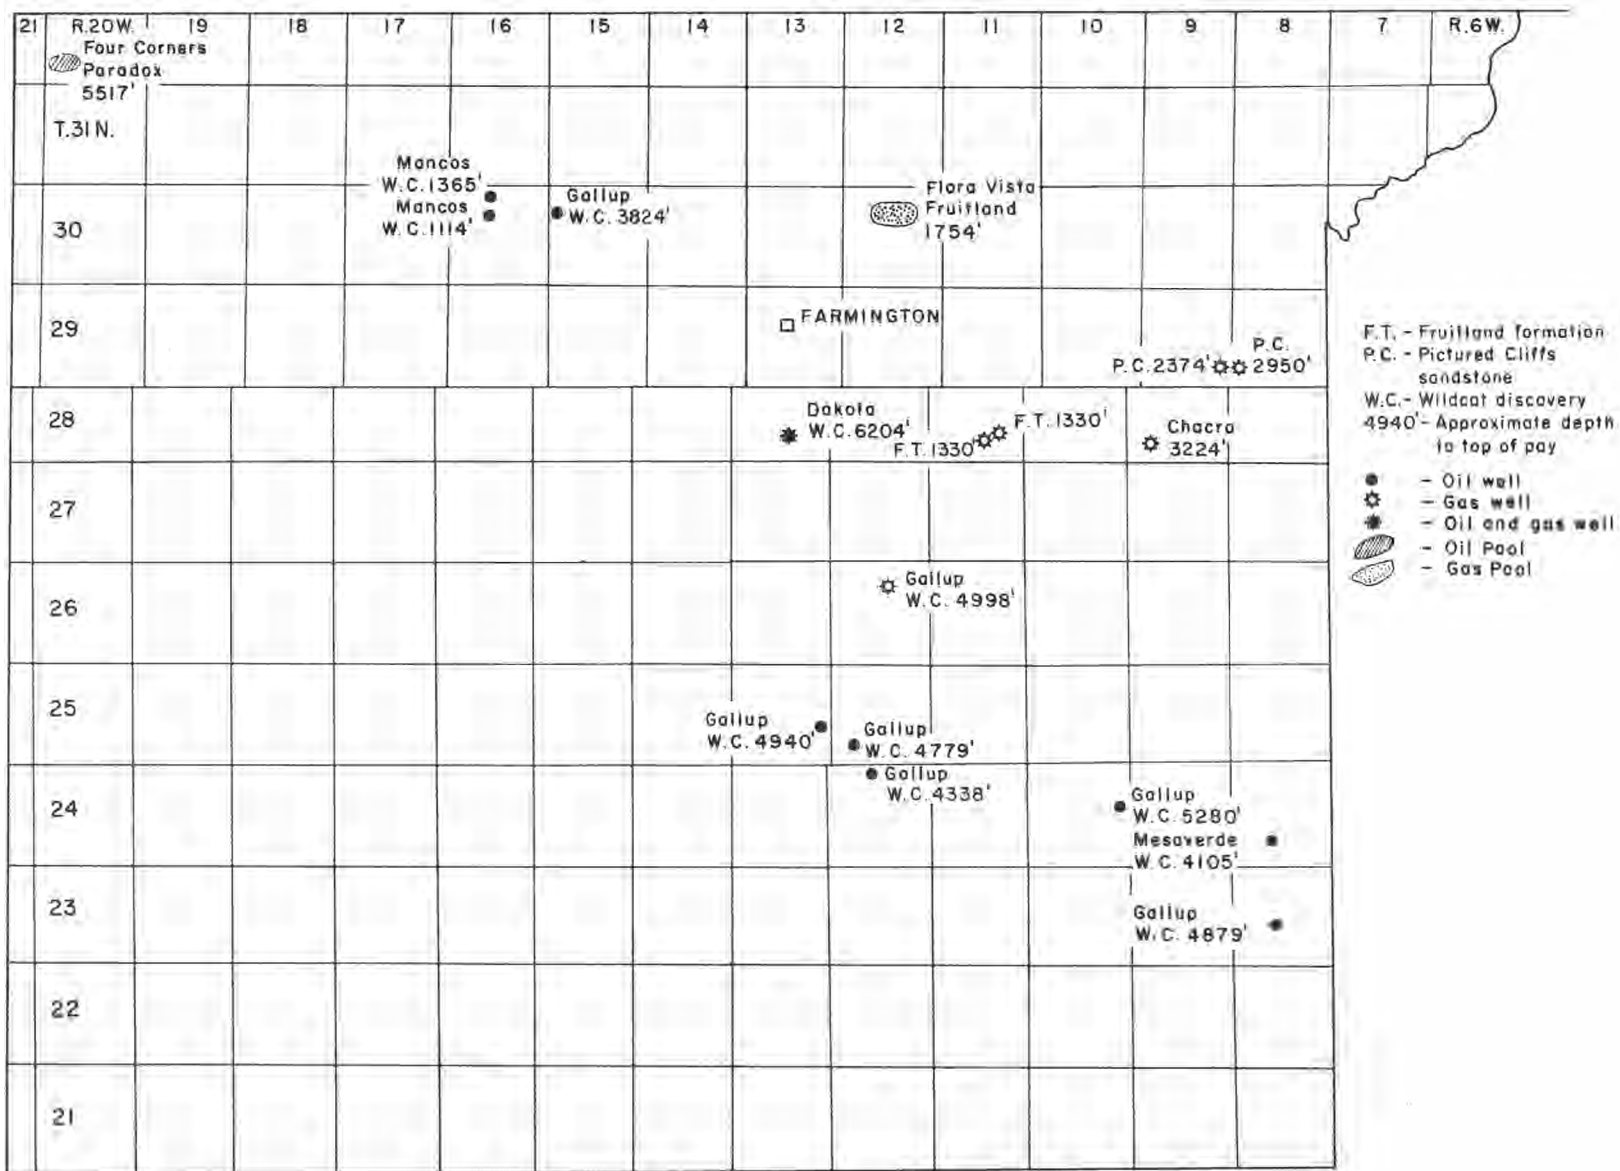 21 R.20W. 19 18 17 16 15 14 13 12 11 10 9 8 7 R.6W.
Four Corners
Paradox
5517'
T.31N.
Mancos
W.C.1365'
Mancos
W.C.1114'
Gallup
W.C. 3824'
Flora Vista
Fruitland
1754'
30
29
FARMINGTON
P.C. 2374'
P.C.
2950'
28
Dakota
W.C.6204'
F.T. 1330'
F.T. 1330'
Chacra
3224'
27
26
Gallup
W.C. 4998'
25
Gallup
W.C. 4940'
Gallup
W.C. 4779'
Gallup
W.C. 4338'
24
Gallup
W.C. 5280'
Mesaverde
W.C. 4105'
23
Gallup
W.C. 4879'
22
21
F.T. - Fruitland formation
P.C. - Pictured Cliffs
sandstone
W.C.- Wildcat discovery
4940' - Approximate depth
to top of pay
- Oil well
- Gas well
- Oil and gas well
- Oil Pool
- Gas Pool